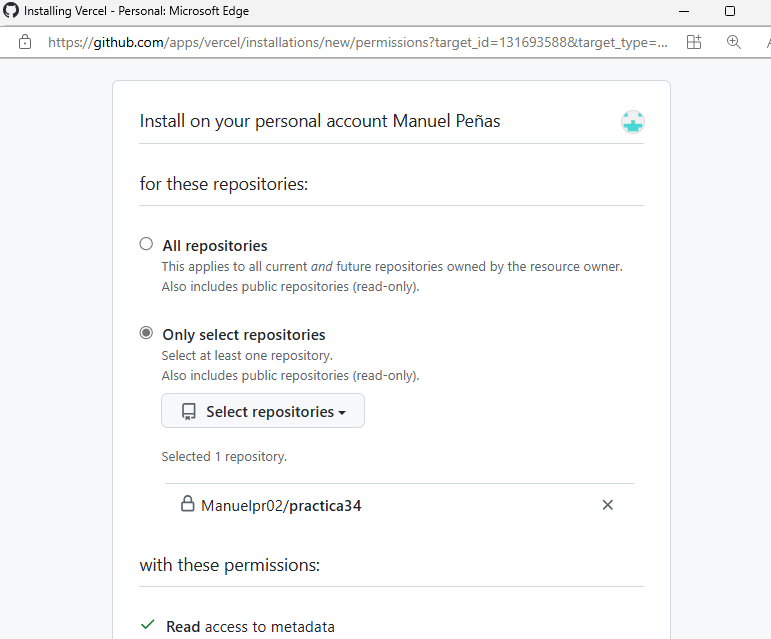 Installing Vercel - Personal: Microsoft Edge
https://github.com/apps/vercel/installations/new/permissions?target_id=131693588&target_type=...
Install on your personal account Manuel Peñas
for these repositories:
All repositories
This applies to all current and future repositories owned by the resource owner.
Also includes public repositories (read-only).
Only select repositories
Select at least one repository.
Also includes public repositories (read-only).
Select repositories
Selected 1 repository.
Manuelpr02/practica34
with these permissions:
Read access to metadata